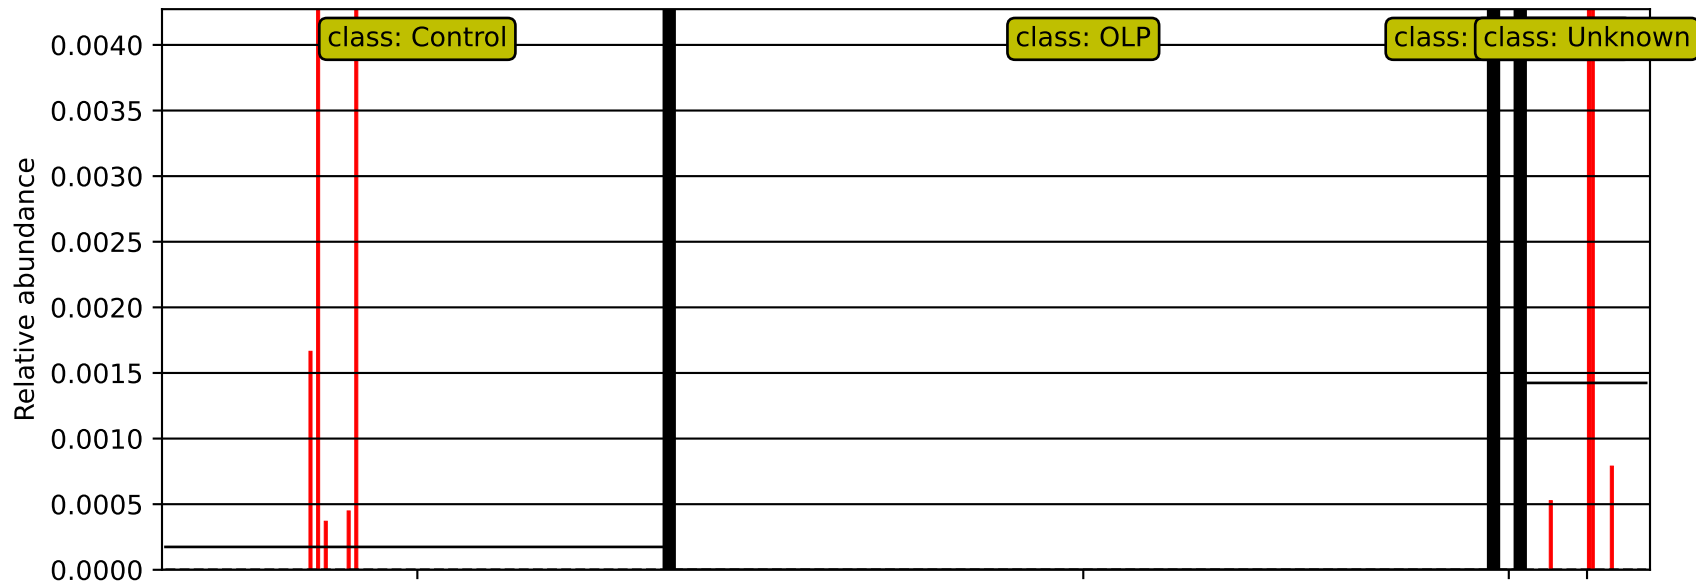 Relative abundance
0.0040
0.0035
0.0030
0.0025
0.0020
0.0015
0.0010
0.0005
0.0000
class: Control
class: OLP
class:
class: Unknown